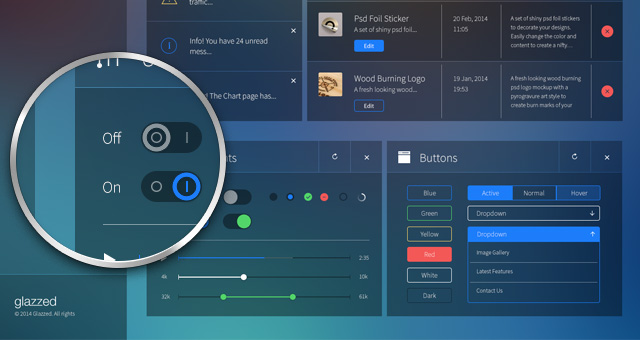 traffic...
Info! You have 24 unread
mess...
! The Chart page has...
Psd Foil Sticker
A set of shiny psd foil...
Edit
20 Feb, 2014
11:05
A set of shiny psd foil stickers
to decorate your designs.
Easily change the color and
content to create a nifty...
Wood Burning Logo
A fresh looking wood...
Edit
19 Jan, 2014
19:53
A fresh looking wood burning
psd logo mockup with a
pyrogravure art style to
create burn marks of your
Off
On
uts
2:35
4k
10k
32k
61k
Buttons
Blue
Green
Yellow
Red
White
Dark
Active Normal Hover
Dropdown
Dropdown
Image Gallery
Latest Features
Contact Us
glazzed
© 2014 Glazzed. All rights